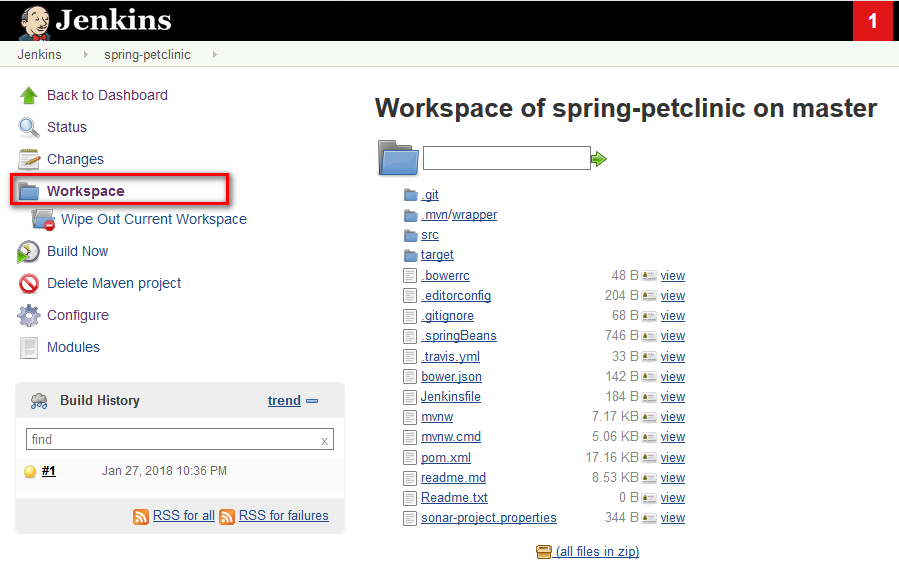 Jenkins
1
Jenkins spring-petclinic
Back to Dashboard
Status
Changes
Workspace
Wipe Out Current Workspace
Build Now
Delete Maven project
Configure
Modules
Build History trend
find x
#1 Jan 27, 2018 10:36 PM
RSS for all RSS for failures
Workspace of spring-petclinic on master
.git
.mvn/wrapper
src
target
.bowerrc 48 B view
.editorconfig 204 B view
.gitignore 68 B view
.springBeans 746 B view
.travis.yml 33 B view
bower.json 142 B view
Jenkinsfile 184 B view
mvnw 7.17 KB view
mvnw.cmd 5.06 KB view
pom.xml 17.16 KB view
readme.md 8.53 KB view
Readme.txt 0 B view
sonar-project.properties 344 B view
(all files in zip)